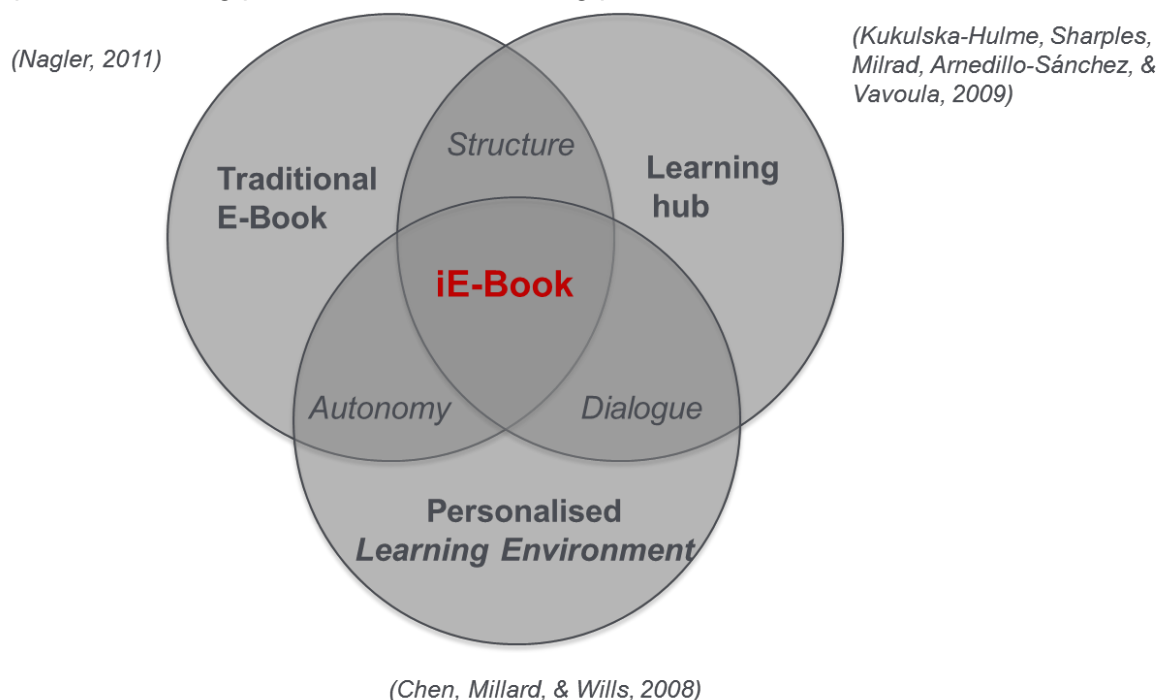 (Nagler, 2011)
(Kukulska-Hulme, Sharples,
Milrad, Arnedillo-Sánchez, &
Vavoula, 2009)
Structure
Traditional
E-Book
Learning
hub
iE-Book
Autonomy
Dialogue
Personalised
Learning Environment
(Chen, Millard, & Wills, 2008)